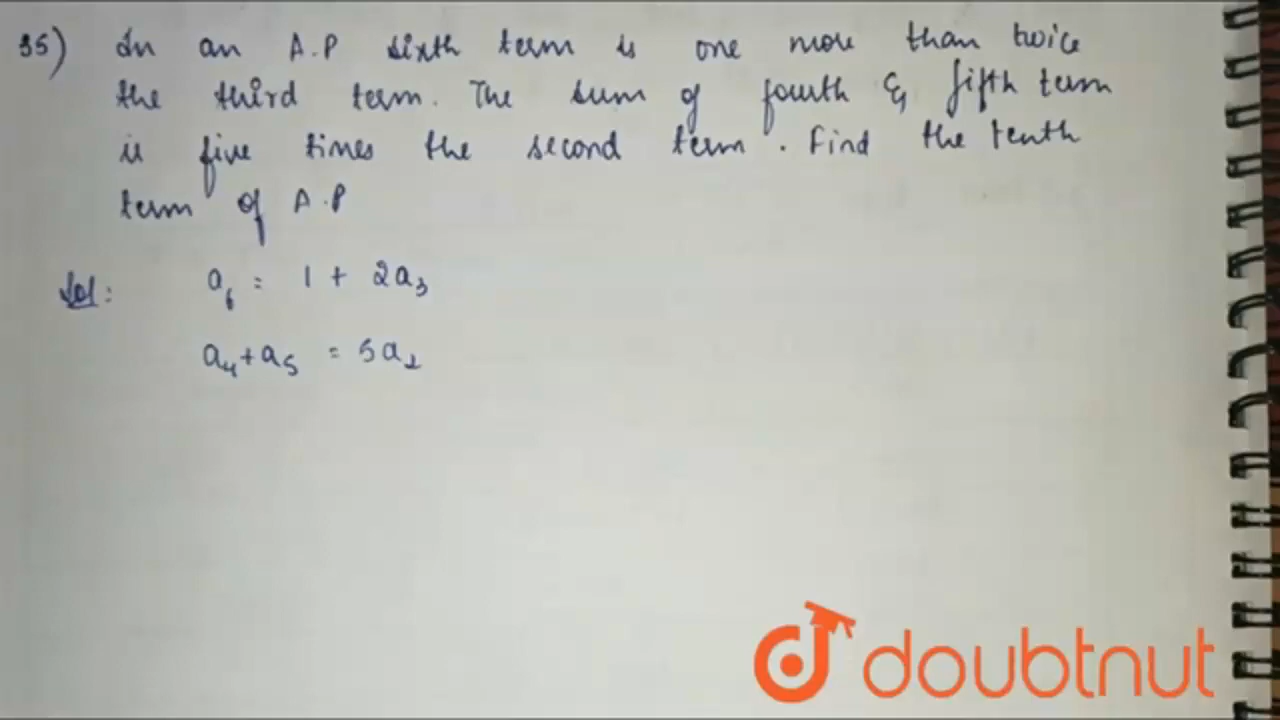 35) In an A.P sixth term is one more than twice
the third term. The sum of fourth & fifth term
is five times the second term. Find the tenth
term of A.P
Sol: a₆ = 1 + 2a₃
a₄+a₅ = 5a₂
doubtnut